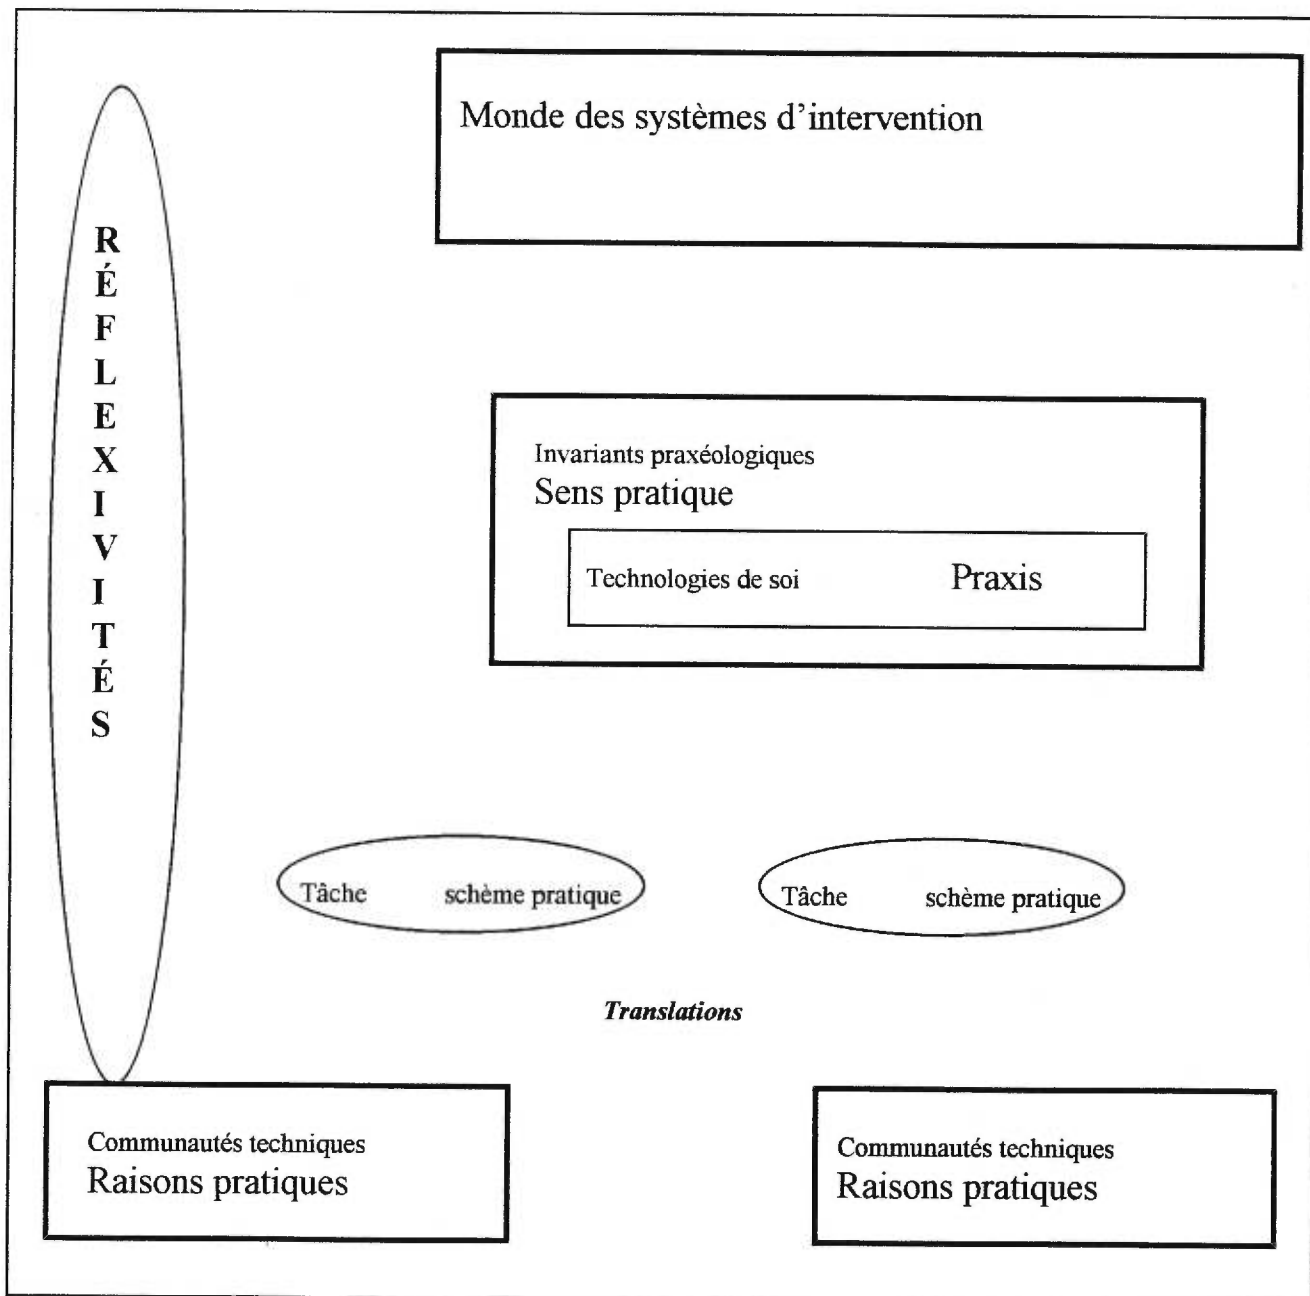 Monde des systèmes d'intervention
R
É
F
L
E
X
I
V
I
T
É
S
Invariants praxéologiques
Sens pratique
Technologies de soi Praxis
Tâche schème pratique
Tâche schème pratique
Translations
Communautés techniques
Raisons pratiques
Communautés techniques
Raisons pratiques